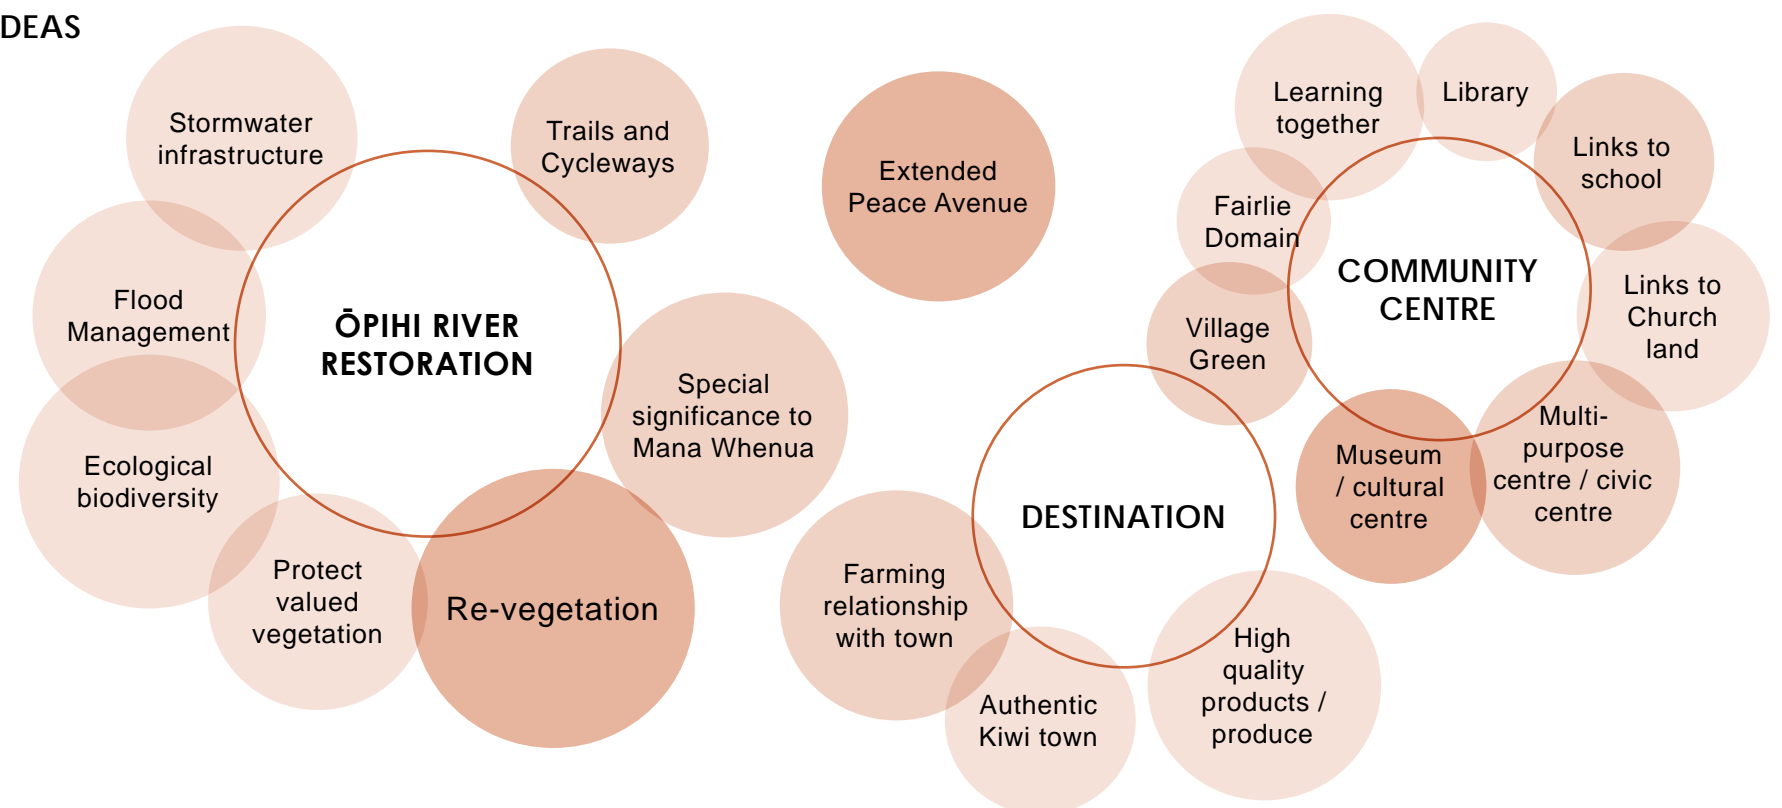 DEAS
Stormwater
infrastructure
Trails and
Cycleways
Flood
Management
ŌPIHI RIVER
RESTORATION
Special
significance to
Mana Whenua
Ecological
biodiversity
Protect
valued
vegetation
Re-vegetation
Extended
Peace Avenue
Learning
together
Library
Links to
school
Fairlie
Domain
COMMUNITY
CENTRE
Links to
Church
land
Village
Green
Museum
/ cultural
centre
Multi-
purpose
centre / civic
centre
DESTINATION
Farming
relationship
with town
Authentic
Kiwi town
High
quality
products /
produce